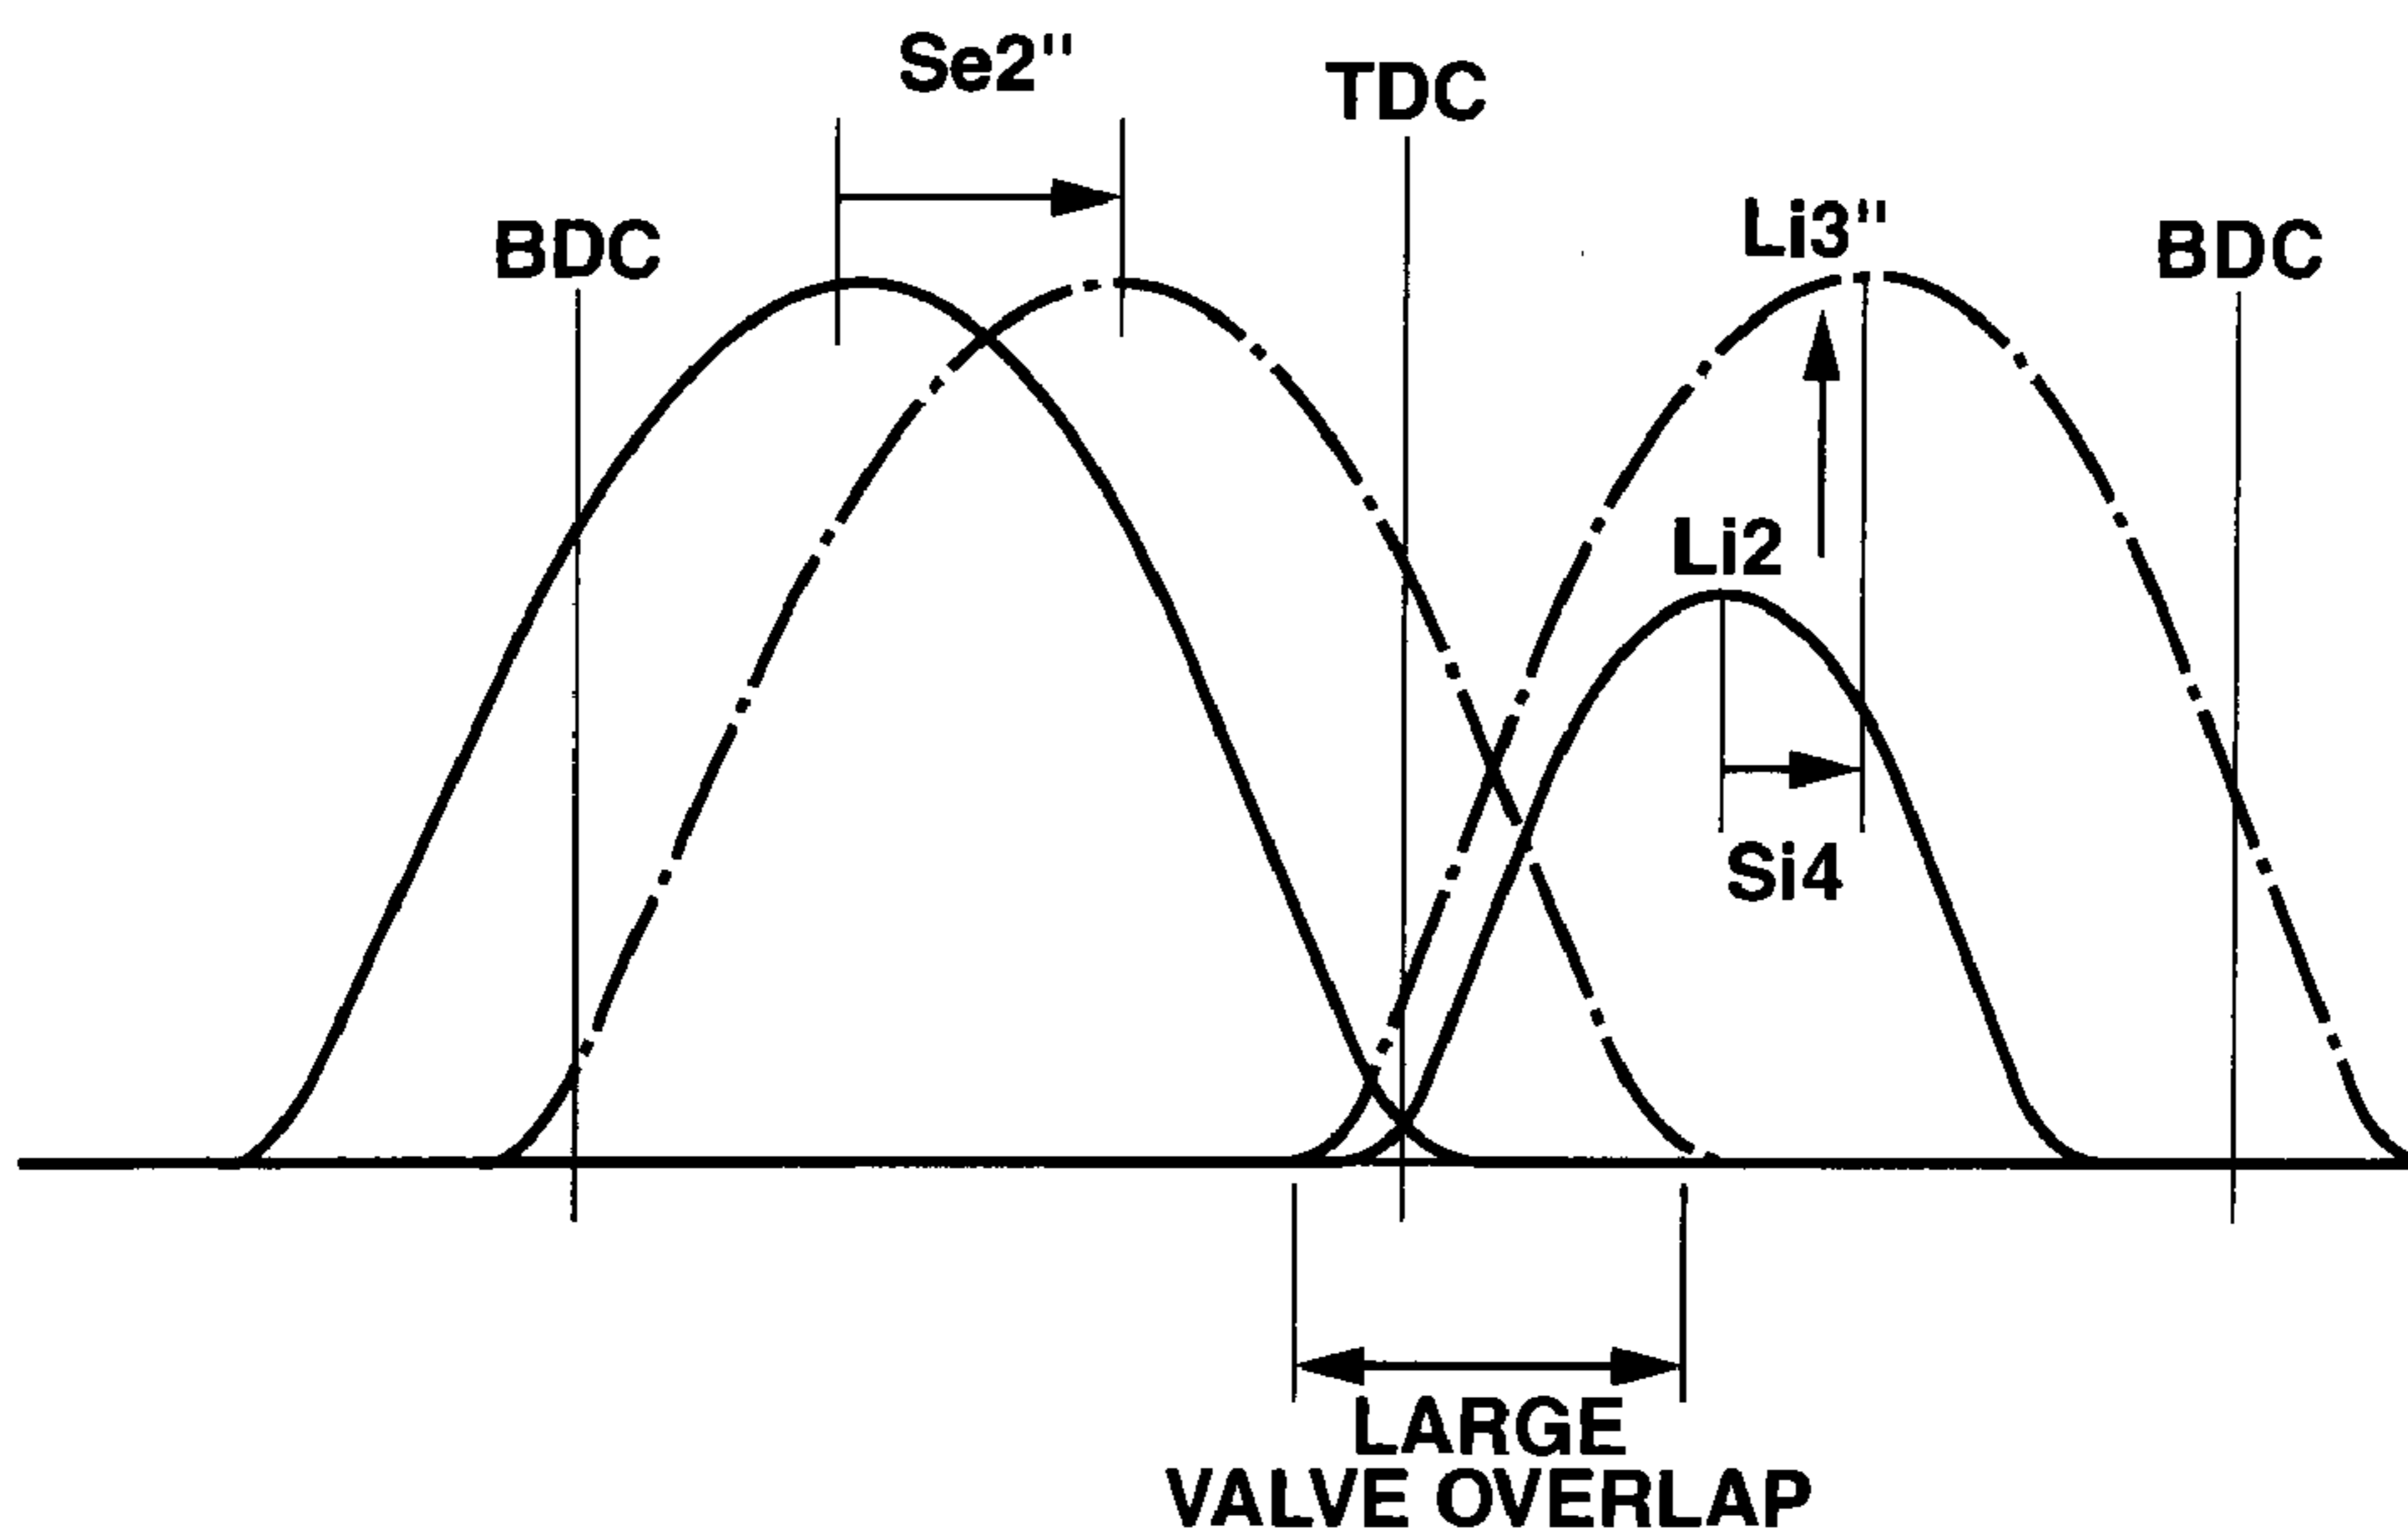 Se2"
TDC
BDC
Li3"
BDC
Li2
Si4
LARGE
VALVE OVERLAP